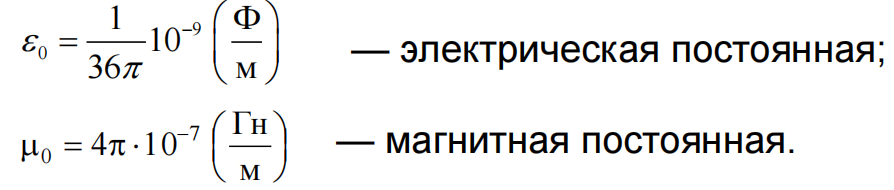 ε₀ = 1/36π 10⁻⁹ (Ф/м) — электрическая постоянная;
μ₀ = 4π · 10⁻⁷ (Гн/м) — магнитная постоянная.